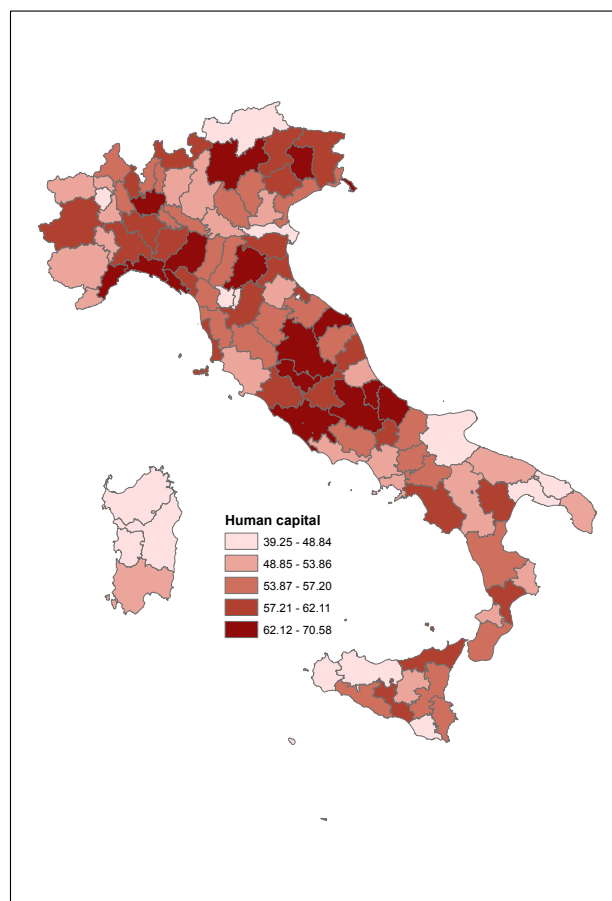 Human capital
39.25 - 48.84
48.85 - 53.86
53.87 - 57.20
57.21 - 62.11
62.12 - 70.58